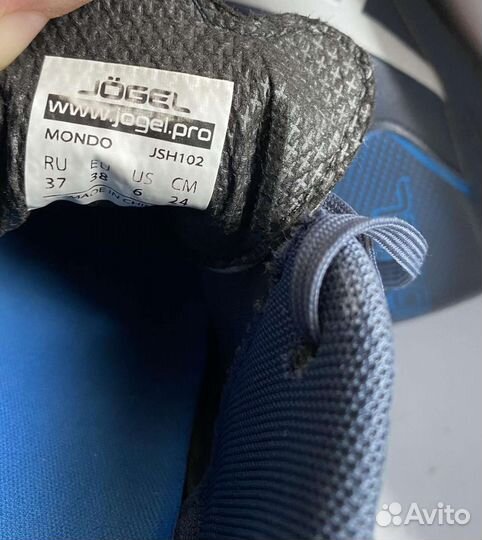 JÖGEL
www.jogel.pro
MONDO JSH102
RU EU US CM
37 38 6 24
MADE IN CHINA
Avito